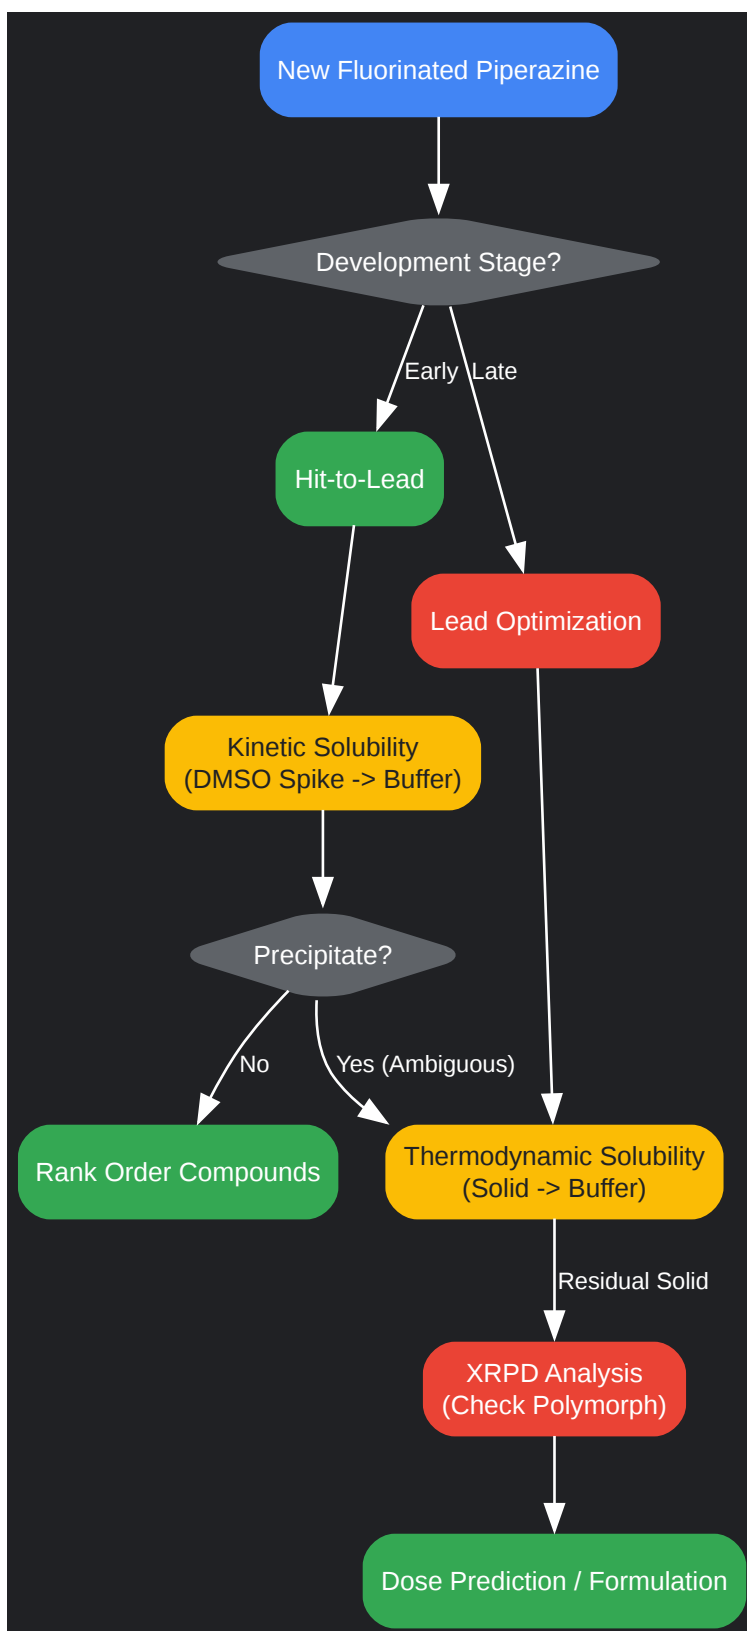 New Fluorinated Piperazine
Development Stage?
Early
Late
Hit-to-Lead
Lead Optimization
Kinetic Solubility
(DMSO Spike -> Buffer)
Precipitate?
No
Yes (Ambiguous)
Rank Order Compounds
Thermodynamic Solubility
(Solid -> Buffer)
Residual Solid
XRPD Analysis
(Check Polymorph)
Dose Prediction / Formulation